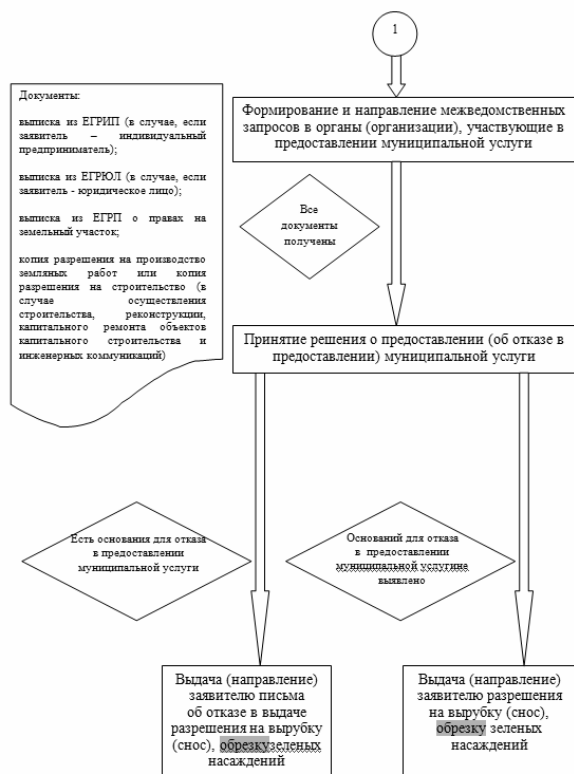 1
Документы:
выписка из ЕГРИП (в случае, если
заявитель – индивидуальный
предприниматель);
выписка из ЕГРЮЛ (в случае, если
заявитель - юридическое лицо);
выписка из ЕГРП о правах на
земельный участок;
копия разрешения на производство
земляных работ или копия
разрешения на строительство (в
случае осуществления
строительства, реконструкции,
капитального ремонта объектов
капитального строительства и
инженерных коммуникаций)
Формирование и направление межведомственных
запросов в органы (организации), участвующие в
предоставлении муниципальной услуги
Все
документы
получены
Принятие решения о предоставлении (об отказе в
предоставлении) муниципальной услуги
Есть основания для отказа
в предоставлении
муниципальной услуги
Оснований для отказа
в предоставлении
муниципальной услугине
выявлено
Выдача (направление)
заявителю письма
об отказе в выдаче
разрешения на вырубку
(снос), обрезкузеленых
насаждений
Выдача (направление)
заявителю разрешения
на вырубку (снос),
обрезку зеленых
насаждений